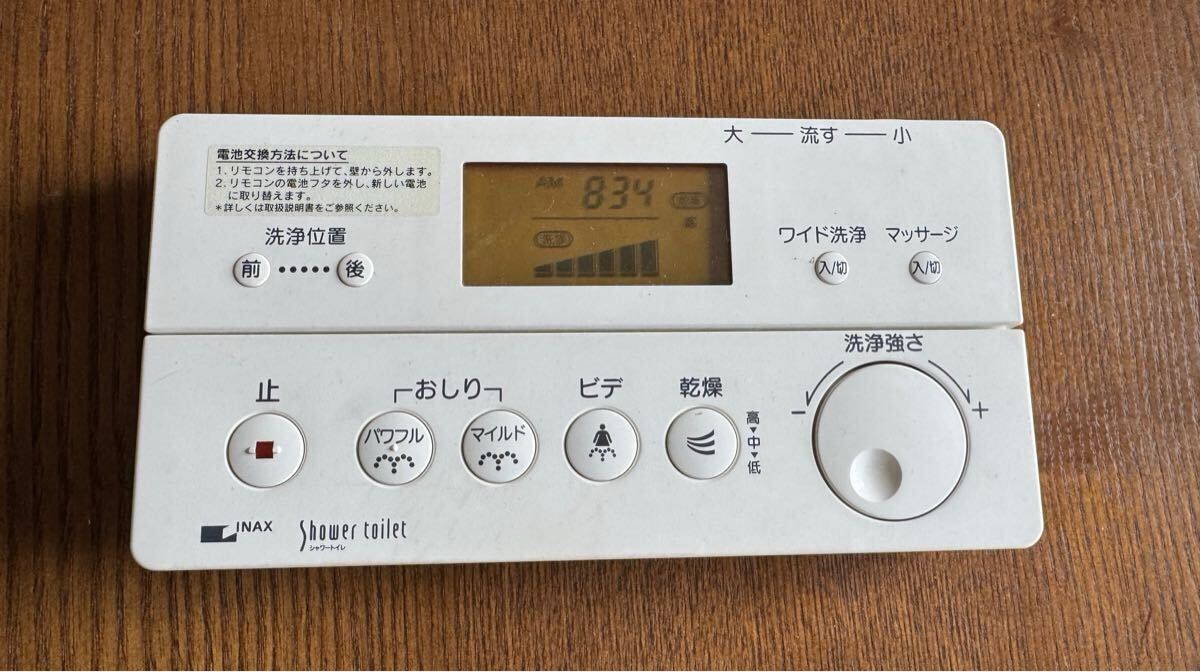 大 — 流す — 小
電池交換方法について
1. リモコンを持ち上げて、壁から外します。
2. リモコンの電池フタを外し、新しい電池
に取り替えます。
*詳しくは取扱説明書をご参照ください。
AM 834
乾燥
高
洗浄
洗浄位置
前 ••••• 後
ワイド洗浄 マッサージ
入/切 入/切
洗浄強さ
- +
止 おしり ビデ 乾燥
パワフル マイルド
高
中
低
INAX Shower toilet
シャワートイレ